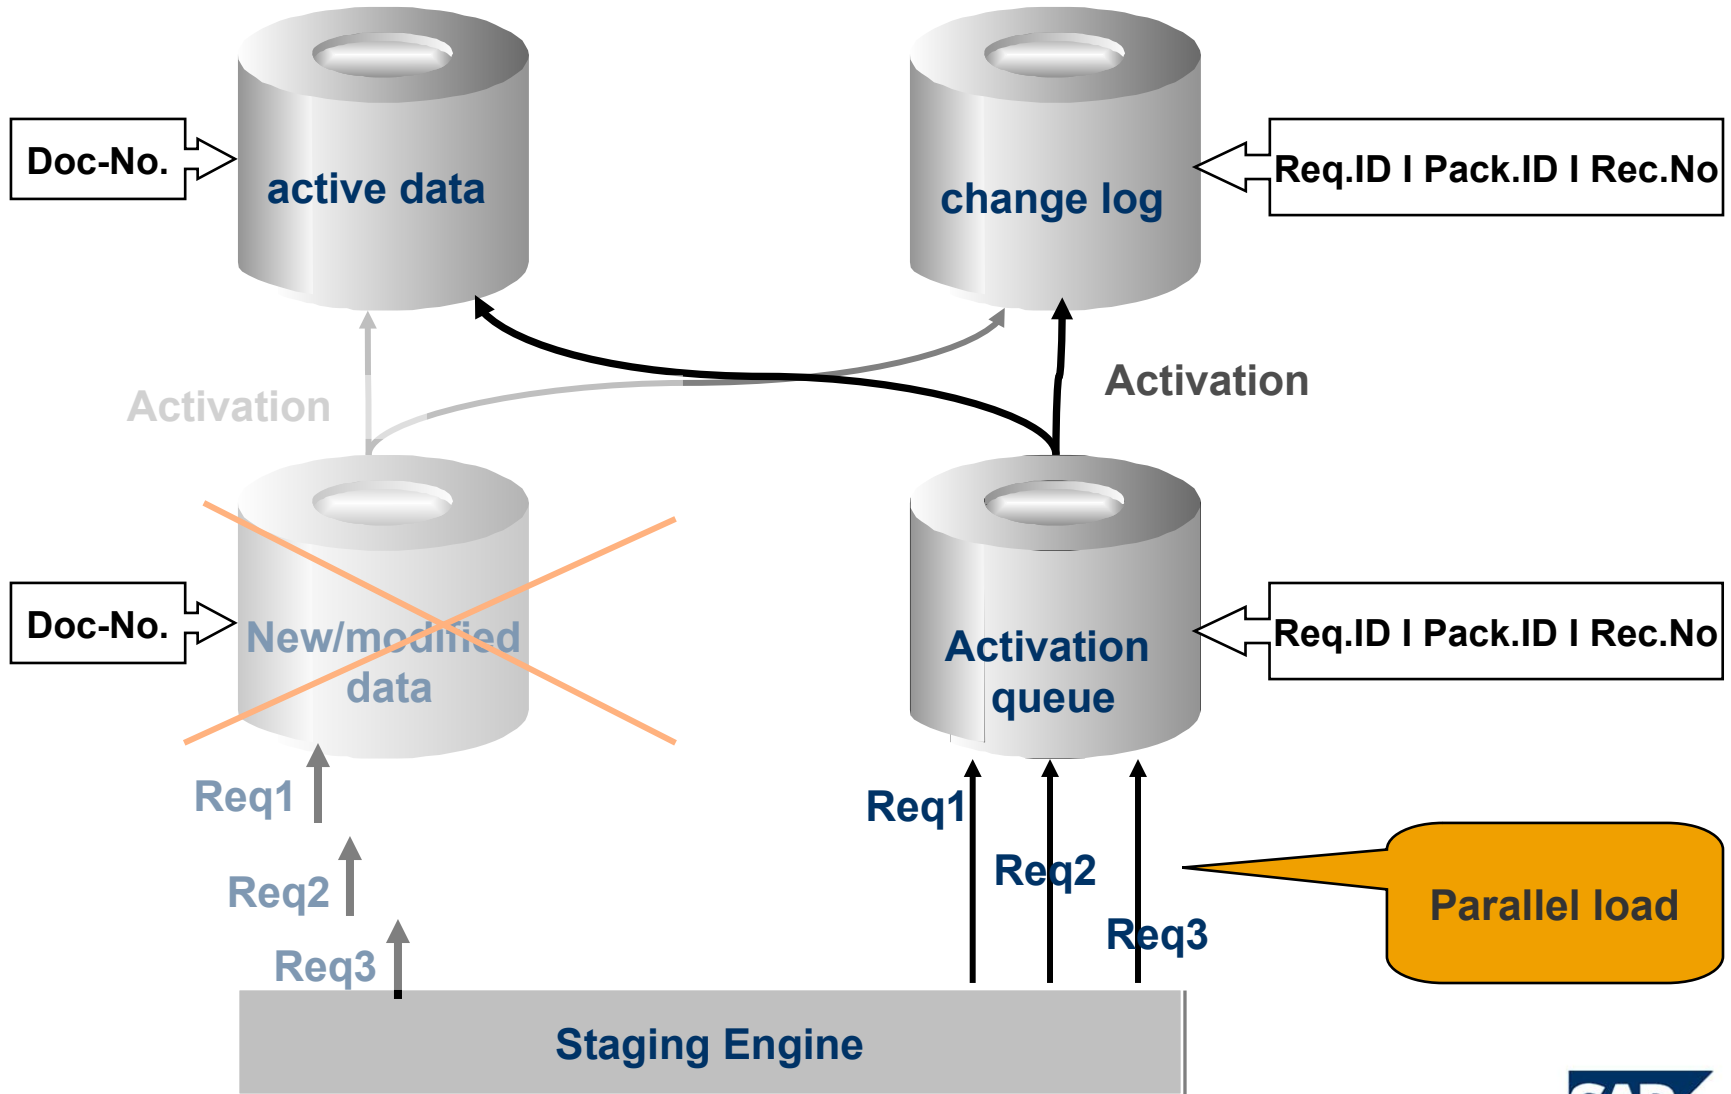 Doc-No.
active data
change log
Req.ID I Pack.ID I Rec.No
Activation
Activation
Doc-No.
New/modified
data
Activation
queue
Req.ID I Pack.ID I Rec.No
Req1
Req2
Req3
Req1
Req2
Req3
Parallel load
Staging Engine
SAP